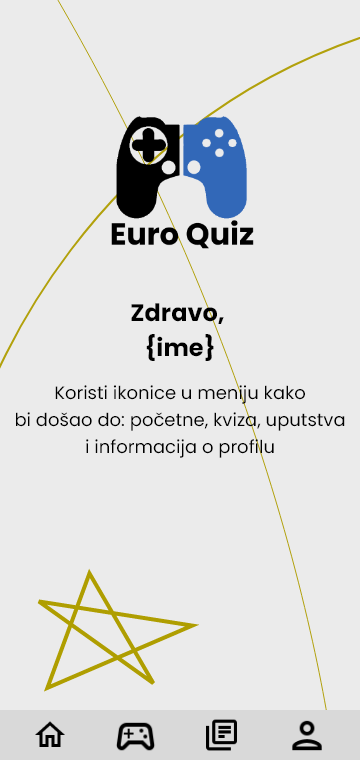 Euro Quiz
Zdravo,
{ime}
Koristi ikonice u meniju kako
bi došao do: početne, kviza, uputstva
i informacija o profilu